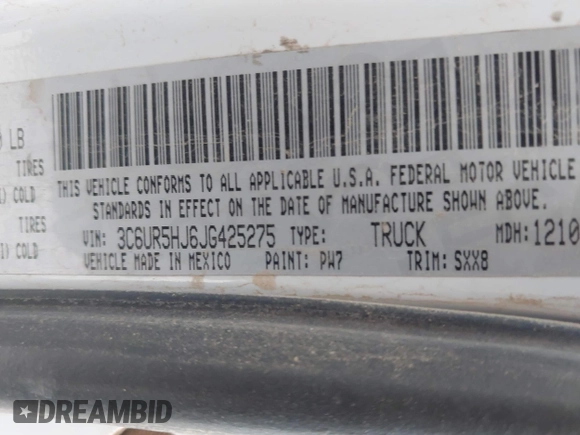 LB
TIRES
COLD
THIS VEHICLE CONFORMS TO ALL APPLICABLE U.S.A. FEDERAL MOTOR VEHICLE
STANDARDS IN EFFECT ON THE DATE OF MANUFACTURE SHOWN ABOVE.
TIRES
VIN: 3C6UR5HJ6JG425275 TYPE: TRUCK MDH: 1210
COLD
VEHICLE MADE IN MEXICO PAINT: PW7 TRIM: SXX8
DREAMBID